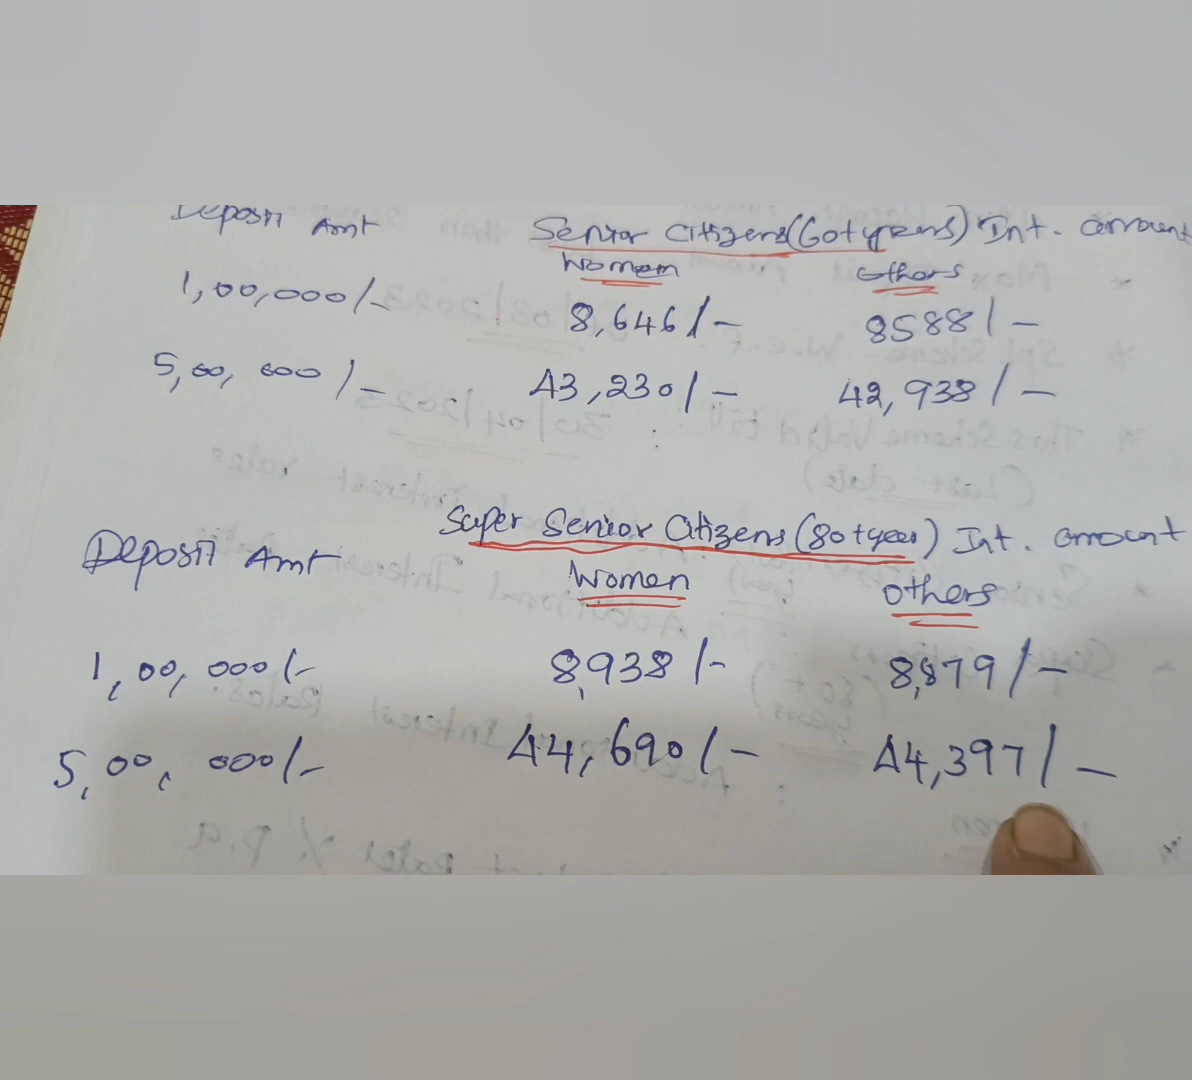 Deposit Amt Senior Citizens (60+years) Int. amount
Women Others
1,00,000/- 8,646/- 8588/-
5,00,000/- 43,230/- 42,938/-
Super Senior Citizens (80+year) Int. amount
Deposit Amt Women Others
1,00,000/- 8,938/- 8,879/-
5,00,000/- 44,690/- 44,397/-